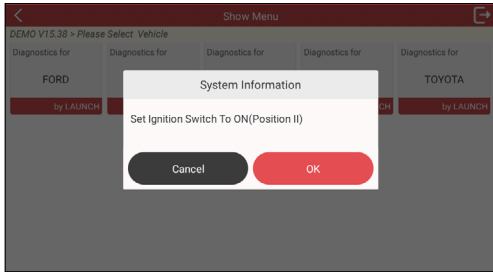 Show Menu
DEMO V15.38 > Please Select Vehicle
Diagnostics for
Diagnostics for
Diagnostics for
Diagnostics for
Diagnostics for
FORD
TOYOTA
by LAUNCH
CH
by LAUNCH
System Information
Set Ignition Switch To ON(Position II)
Cancel
OK